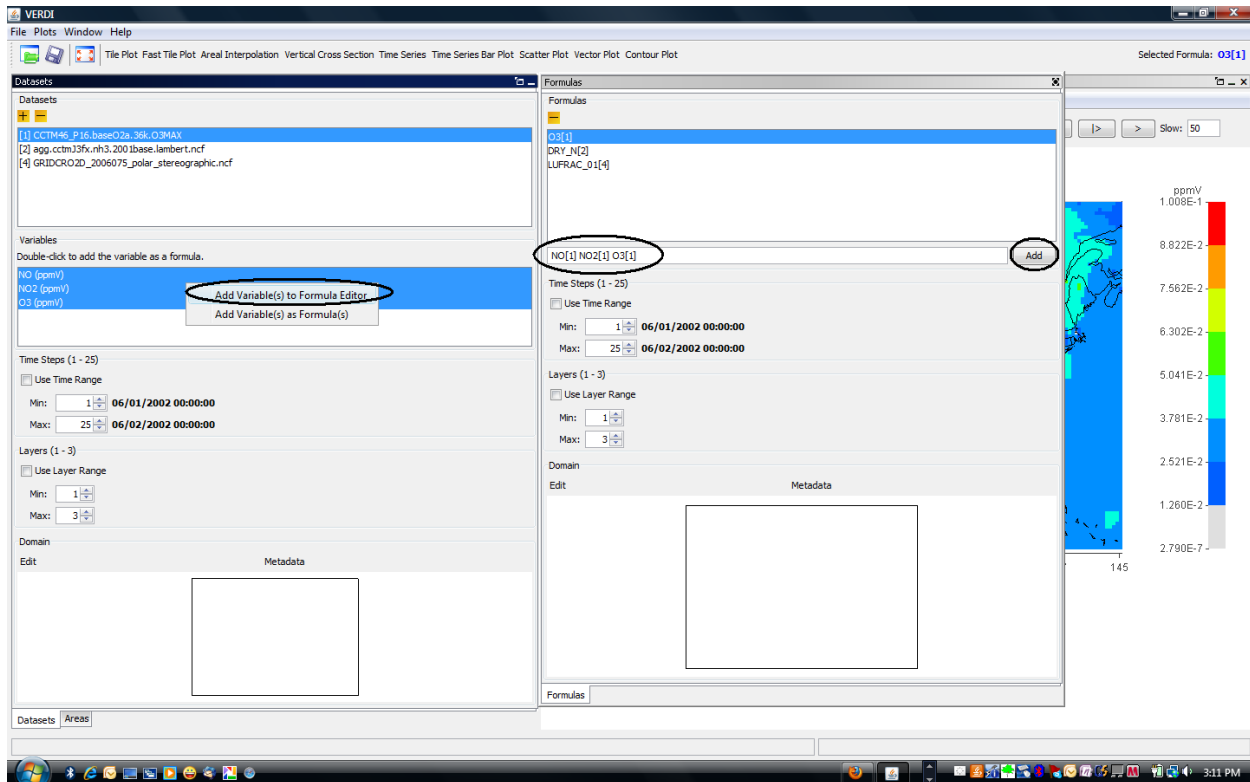 VERDI
File Plots Window Help
Tile Plot Fast Tile Plot Areal Interpolation Vertical Cross Section Time Series Time Series Bar Plot Scatter Plot Vector Plot Contour Plot
Selected Formula: O3[1]
Datasets
Datasets
[1] CCTM46_P16.baseO2a.36k.O3MAX
[2] agg.cctmJ3fx.nh3.2001base.lambert.ncf
[4] GRIDCRO2D_2006075_polar_stereographic.ncf
Variables
Double-click to add the variable as a formula.
NO (ppmV)
NO2 (ppmV)
O3 (ppmV)
Add Variable(s) to Formula Editor
Add Variable(s) as Formula(s)
Time Steps (1 - 25)
Use Time Range
Min: 1 06/01/2002 00:00:00
Max: 25 06/02/2002 00:00:00
Layers (1 - 3)
Use Layer Range
Min: 1
Max: 3
Domain
Edit Metadata
Datasets Areas
Formulas
Formulas
O3[1]
DRY_N[2]
LUFRAC_01[4]
NO[1] NO2[1] O3[1]
Add
Time Steps (1 - 25)
Use Time Range
Min: 1 06/01/2002 00:00:00
Max: 25 06/02/2002 00:00:00
Layers (1 - 3)
Use Layer Range
Min: 1
Max: 3
Domain
Edit Metadata
Formulas
|> > Slow: 50
ppmV
1.008E-1
8.822E-2
7.562E-2
6.302E-2
5.041E-2
3.781E-2
2.521E-2
1.260E-2
2.790E-7
145
3:11 PM